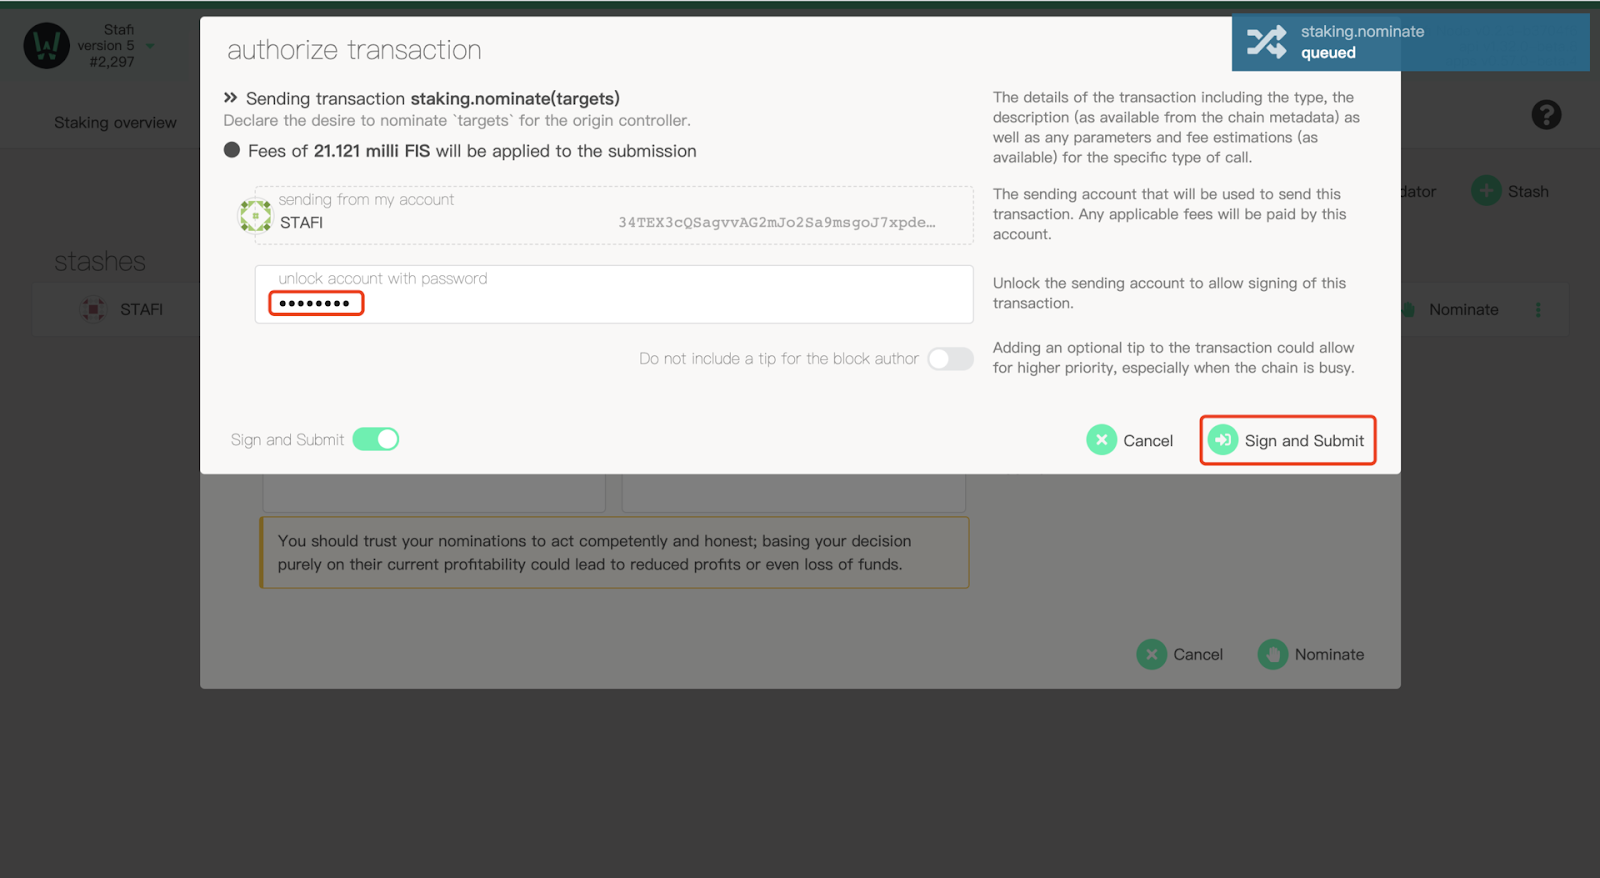 Stafi
version 5
#2,297
Staking overview
stashes
STAFI
authorize transaction
staking.nominate
queued
Sending transaction staking.nominate(targets)
Declare the desire to nominate `targets` for the origin controller.
Fees of 21.121 milli FIS will be applied to the submission
The details of the transaction including the type, the
description (as available from the chain metadata) as
well as any parameters and fee estimations (as
available) for the specific type of call.
sending from my account
STAFI
34TEX3cQSagvvAG2mJo2Sa9msgoJ7xpde…
The sending account that will be used to send this
transaction. Any applicable fees will be paid by this
account.
unlock account with password
••••••••
Unlock the sending account to allow signing of this
transaction.
Do not include a tip for the block author
Adding an optional tip to the transaction could allow
for higher priority, especially when the chain is busy.
Sign and Submit
Cancel
Sign and Submit
dator
Stash
Nominate
You should trust your nominations to act competently and honest; basing your decision
purely on their current profitability could lead to reduced profits or even loss of funds.
Cancel
Nominate